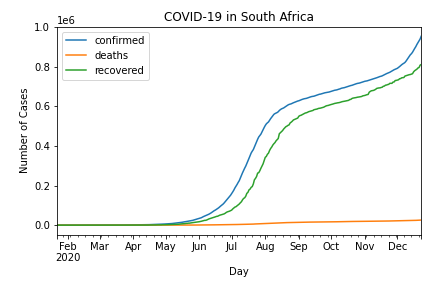 COVID-19 in South Africa
1e6
1.0
0.8
0.6
0.4
0.2
0.0
Number of Cases
confirmed
deaths
recovered
Feb Mar Apr May Jun Jul Aug Sep Oct Nov Dec
2020
Day